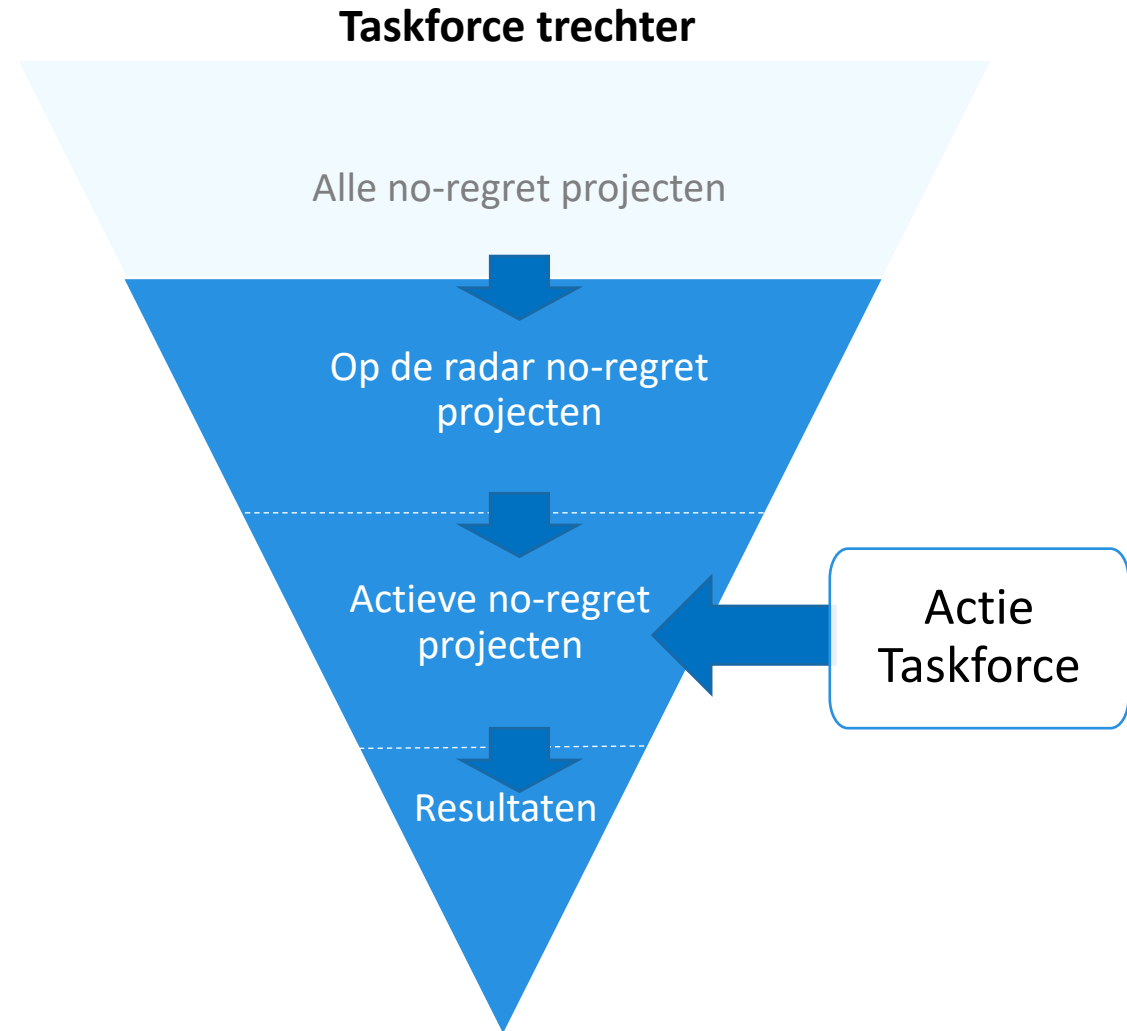 Taskforce trechter
Alle no-regret projecten
Op de radar no-regret
projecten
Actieve no-regret
projecten
Actie
Taskforce
Resultaten